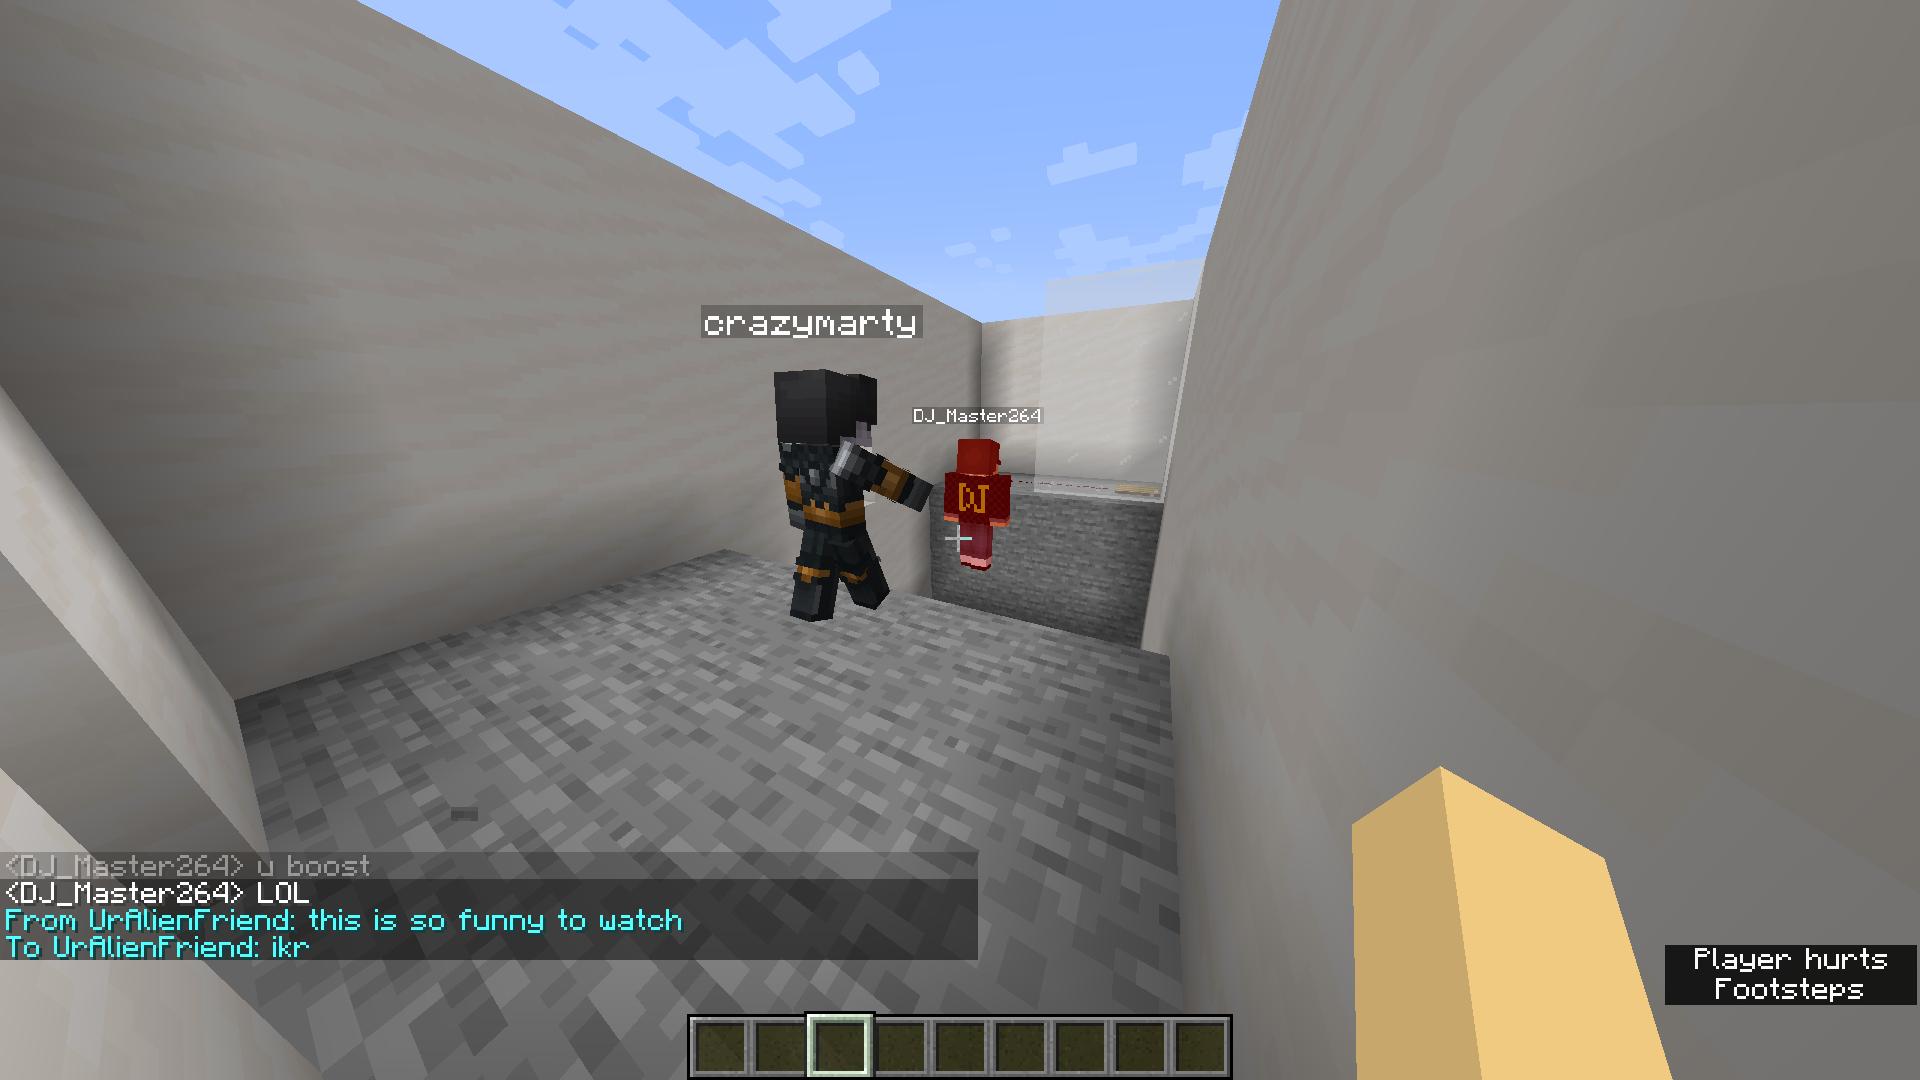 crazymarty
DJ_Master264
DJ
<DJ_Master264> u boost
<DJ_Master264> LOL
From UrAlienFriend: this is so funny to watch
To UrAlienFriend: ikr
Player hurts
Footsteps